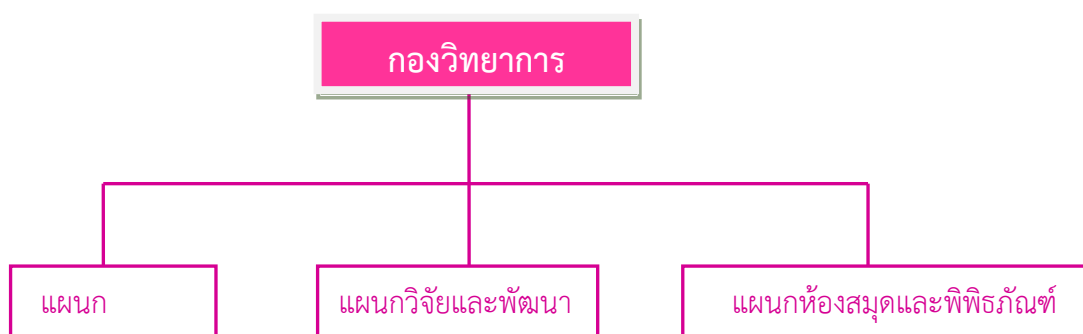 กองวิทยาการ
แผนก
แผนกวิจัยและพัฒนา
แผนกห้องสมุดและพิพิธภัณฑ์